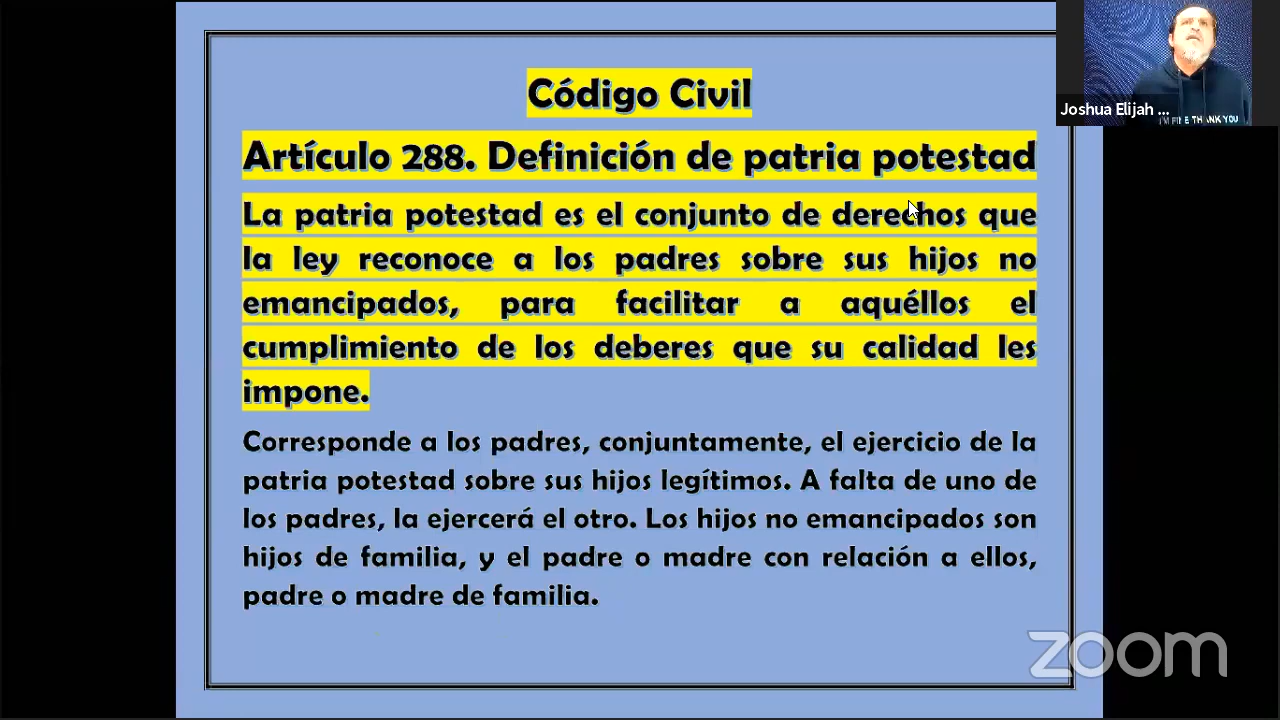 Código Civil
Artículo 288. Definición de patria potestad
La patria potestad es el conjunto de derechos que
la ley reconoce a los padres sobre sus hijos no
emancipados, para facilitar a aquéllos el
cumplimiento de los deberes que su calidad les
impone.
Corresponde a los padres, conjuntamente, el ejercicio de la
patria potestad sobre sus hijos legítimos. A falta de uno de
los padres, la ejercerá el otro. Los hijos no emancipados son
hijos de familia, y el padre o madre con relación a ellos,
padre o madre de familia.
Joshua Elijah ...
I'M FINE THANK YOU
zoom